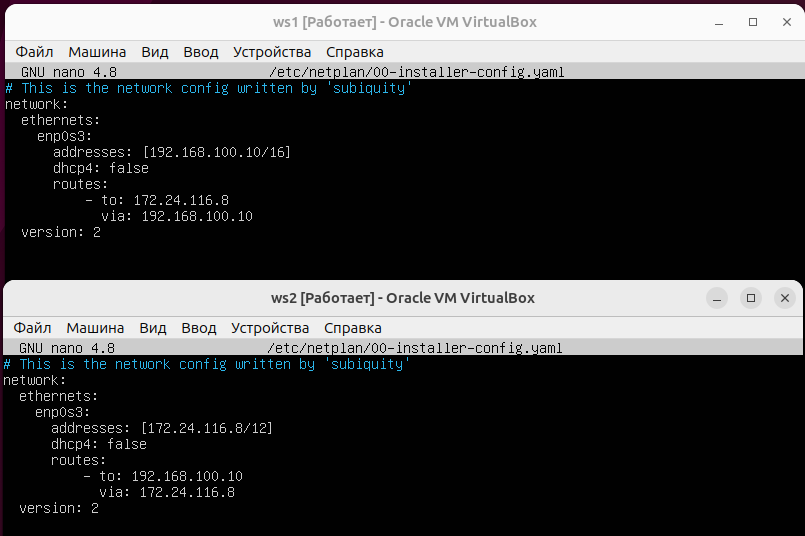 ws1 [Работает] - Oracle VM VirtualBox
Файл Машина Вид Ввод Устройства Справка
GNU nano 4.8 /etc/netplan/00-installer-config.yaml
# This is the network config written by 'subiquity'
network:
  ethernets:
    enp0s3:
      addresses: [192.168.100.10/16]
      dhcp4: false
      routes:
          - to: 172.24.116.8
            via: 192.168.100.10
  version: 2
ws2 [Работает] - Oracle VM VirtualBox
Файл Машина Вид Ввод Устройства Справка
GNU nano 4.8 /etc/netplan/00-installer-config.yaml
# This is the network config written by 'subiquity'
network:
  ethernets:
    enp0s3:
      addresses: [172.24.116.8/12]
      dhcp4: false
      routes:
          - to: 192.168.100.10
            via: 172.24.116.8
  version: 2